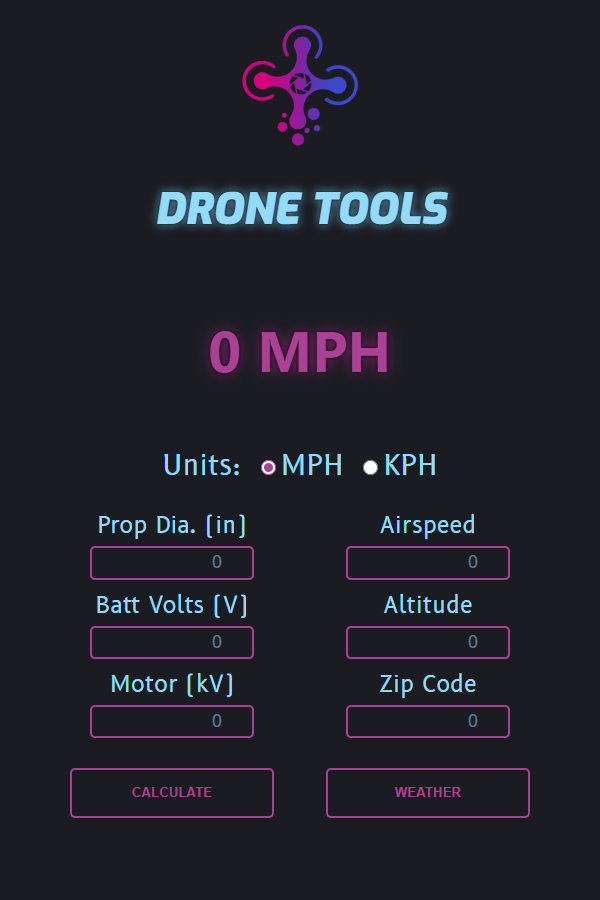 DRONE TOOLS
0 MPH
Units: MPH KPH
Prop Dia. (in) Airspeed
0 0
Batt Volts (V) Altitude
0 0
Motor (kV) Zip Code
0 0
CALCULATE WEATHER